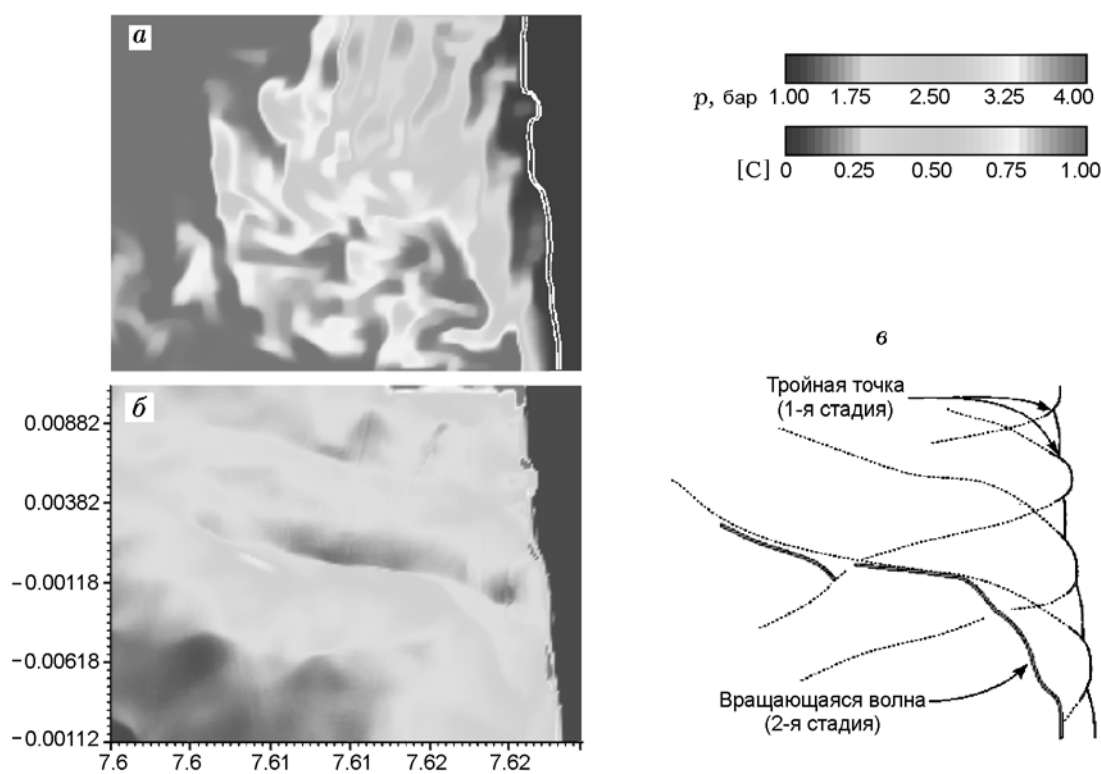 а
p, бар 1.00 1.75 2.50 3.25 4.00
[C] 0 0.25 0.50 0.75 1.00
б
0.00882
0.00382
−0.00118
−0.00618
−0.00112
7.6 7.6 7.61 7.61 7.62 7.62
в
Тройная точка
(1-я стадия)
Вращающаяся волна
(2-я стадия)